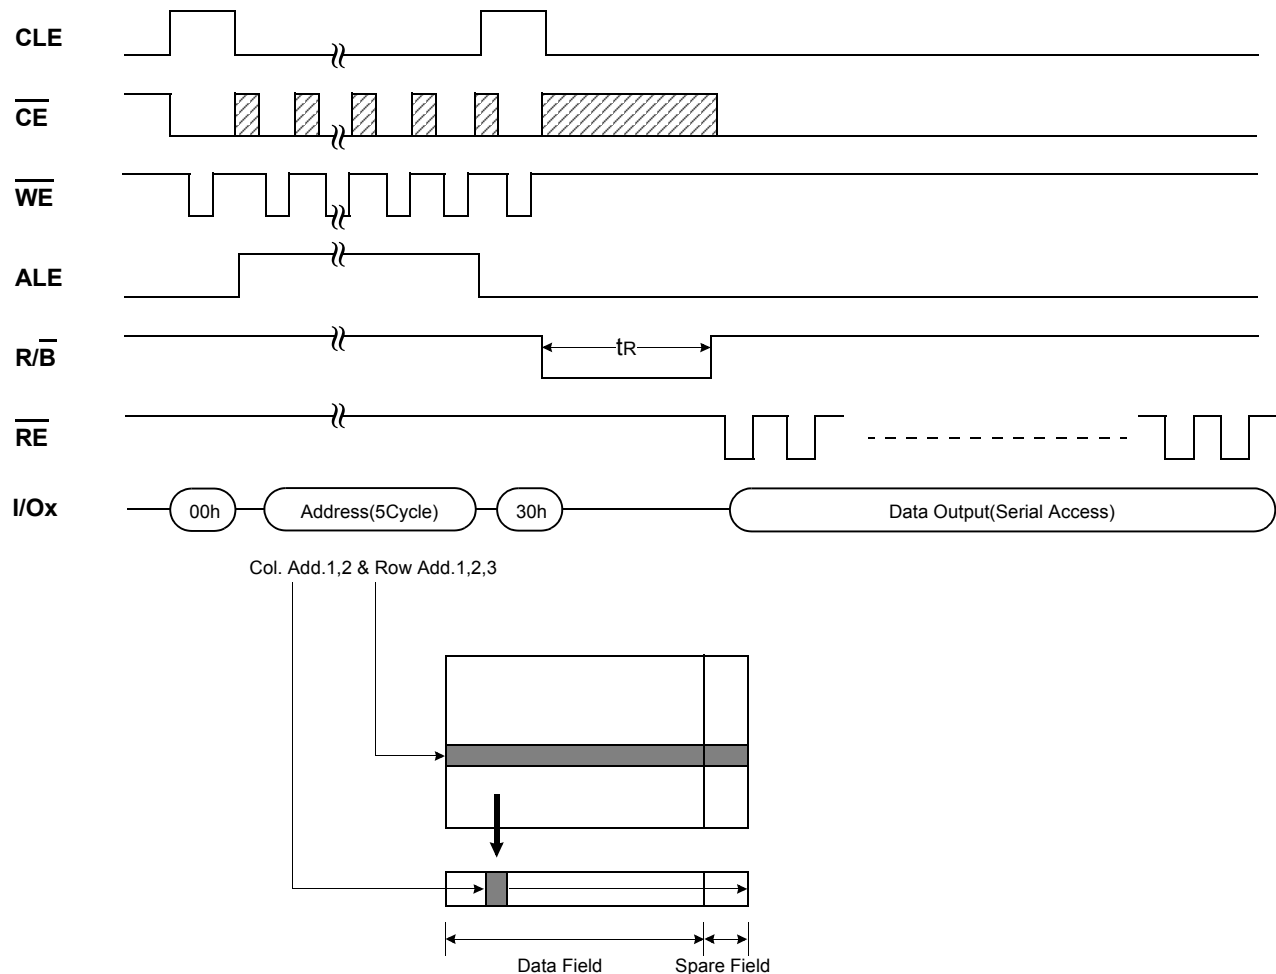 CLE
CE
WE
ALE
R/B
tR
RE
I/Ox
00h
Address(5Cycle)
30h
Data Output(Serial Access)
Col. Add.1,2 & Row Add.1,2,3
Data Field
Spare Field